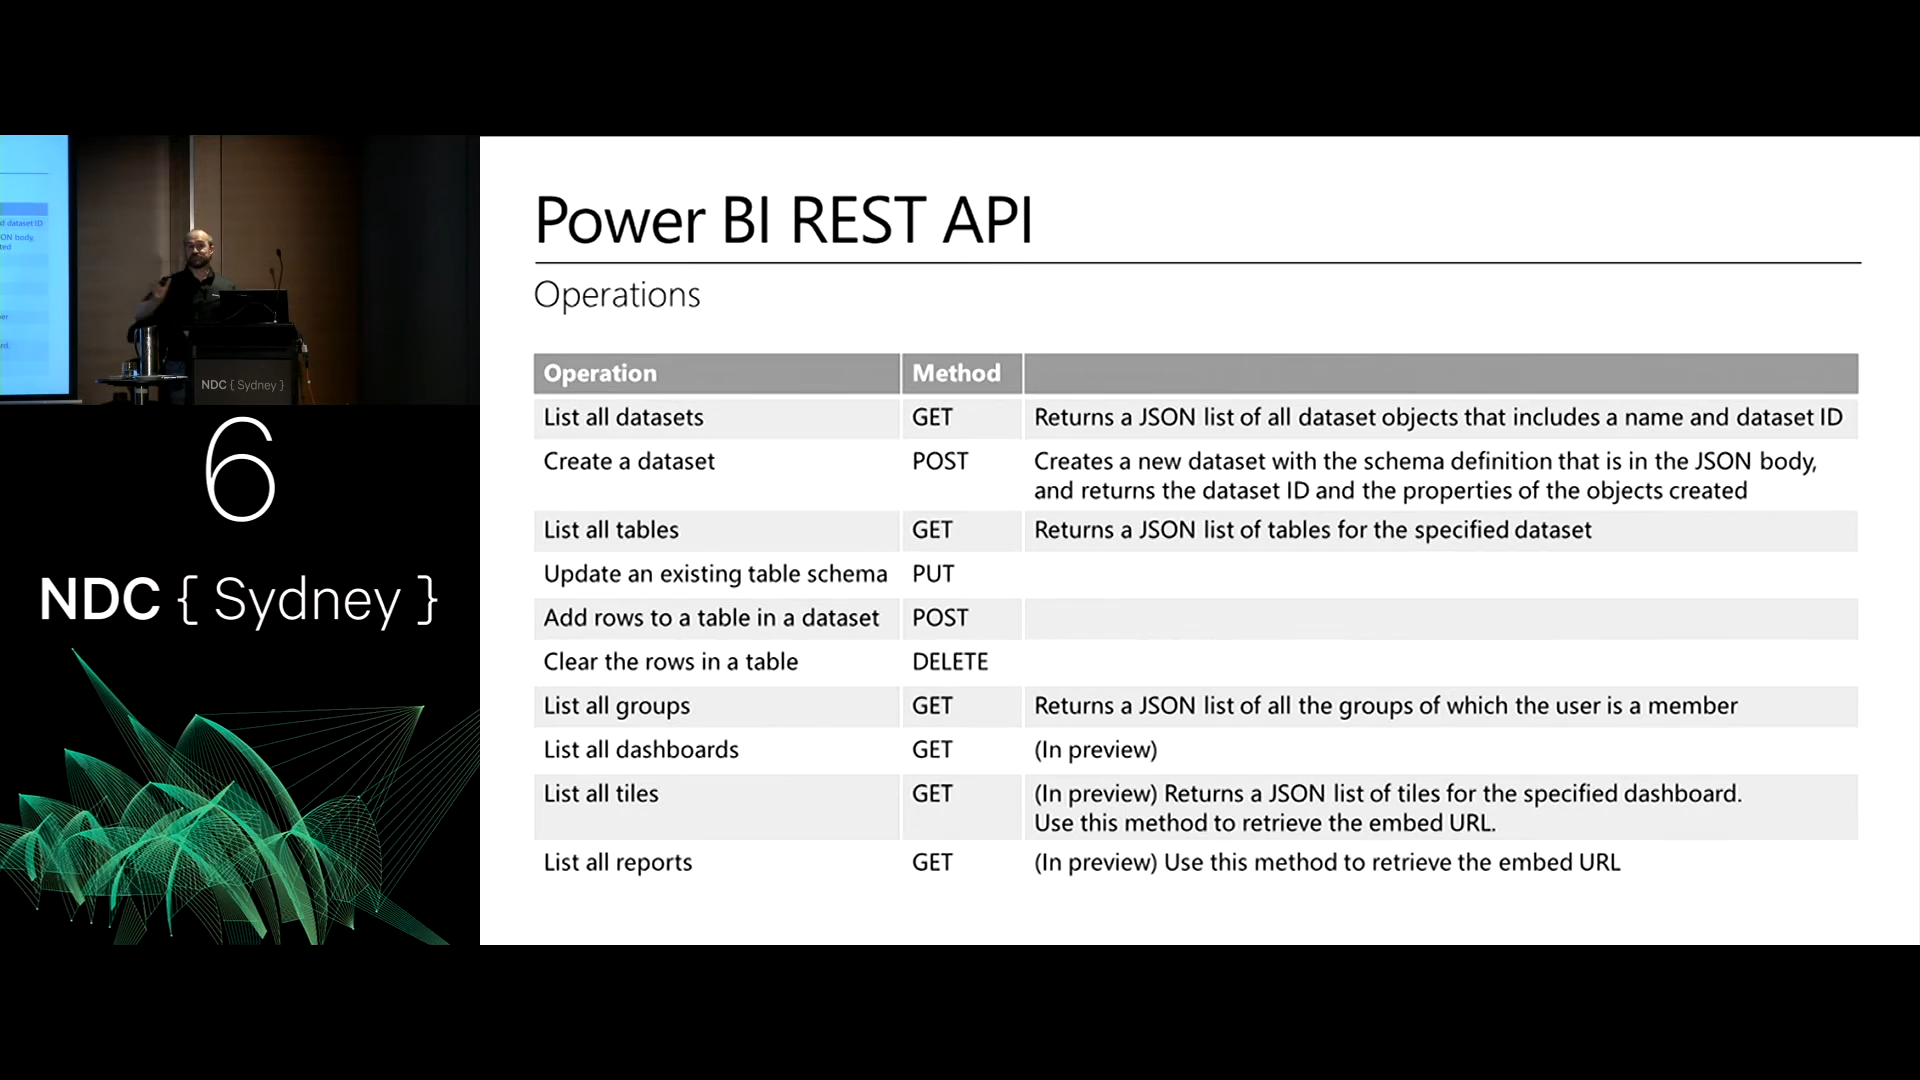 d dataset ID
ON body,
ted
er
rd.
NDC { Sydney }
6
NDC { Sydney }
Power BI REST API
Operations
Operation Method
List all datasets GET Returns a JSON list of all dataset objects that includes a name and dataset ID
Create a dataset POST Creates a new dataset with the schema definition that is in the JSON body,
and returns the dataset ID and the properties of the objects created
List all tables GET Returns a JSON list of tables for the specified dataset
Update an existing table schema PUT
Add rows to a table in a dataset POST
Clear the rows in a table DELETE
List all groups GET Returns a JSON list of all the groups of which the user is a member
List all dashboards GET (In preview)
List all tiles GET (In preview) Returns a JSON list of tiles for the specified dashboard.
Use this method to retrieve the embed URL.
List all reports GET (In preview) Use this method to retrieve the embed URL